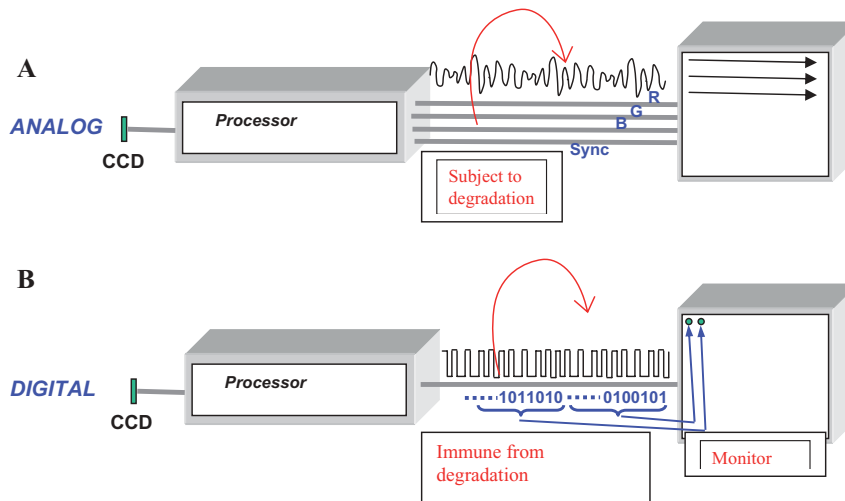 A
ANALOG
CCD
Processor
R
G
B
Sync
Subject to
degradation
B
DIGITAL
CCD
Processor
1011010
0100101
Immune from
degradation
Monitor